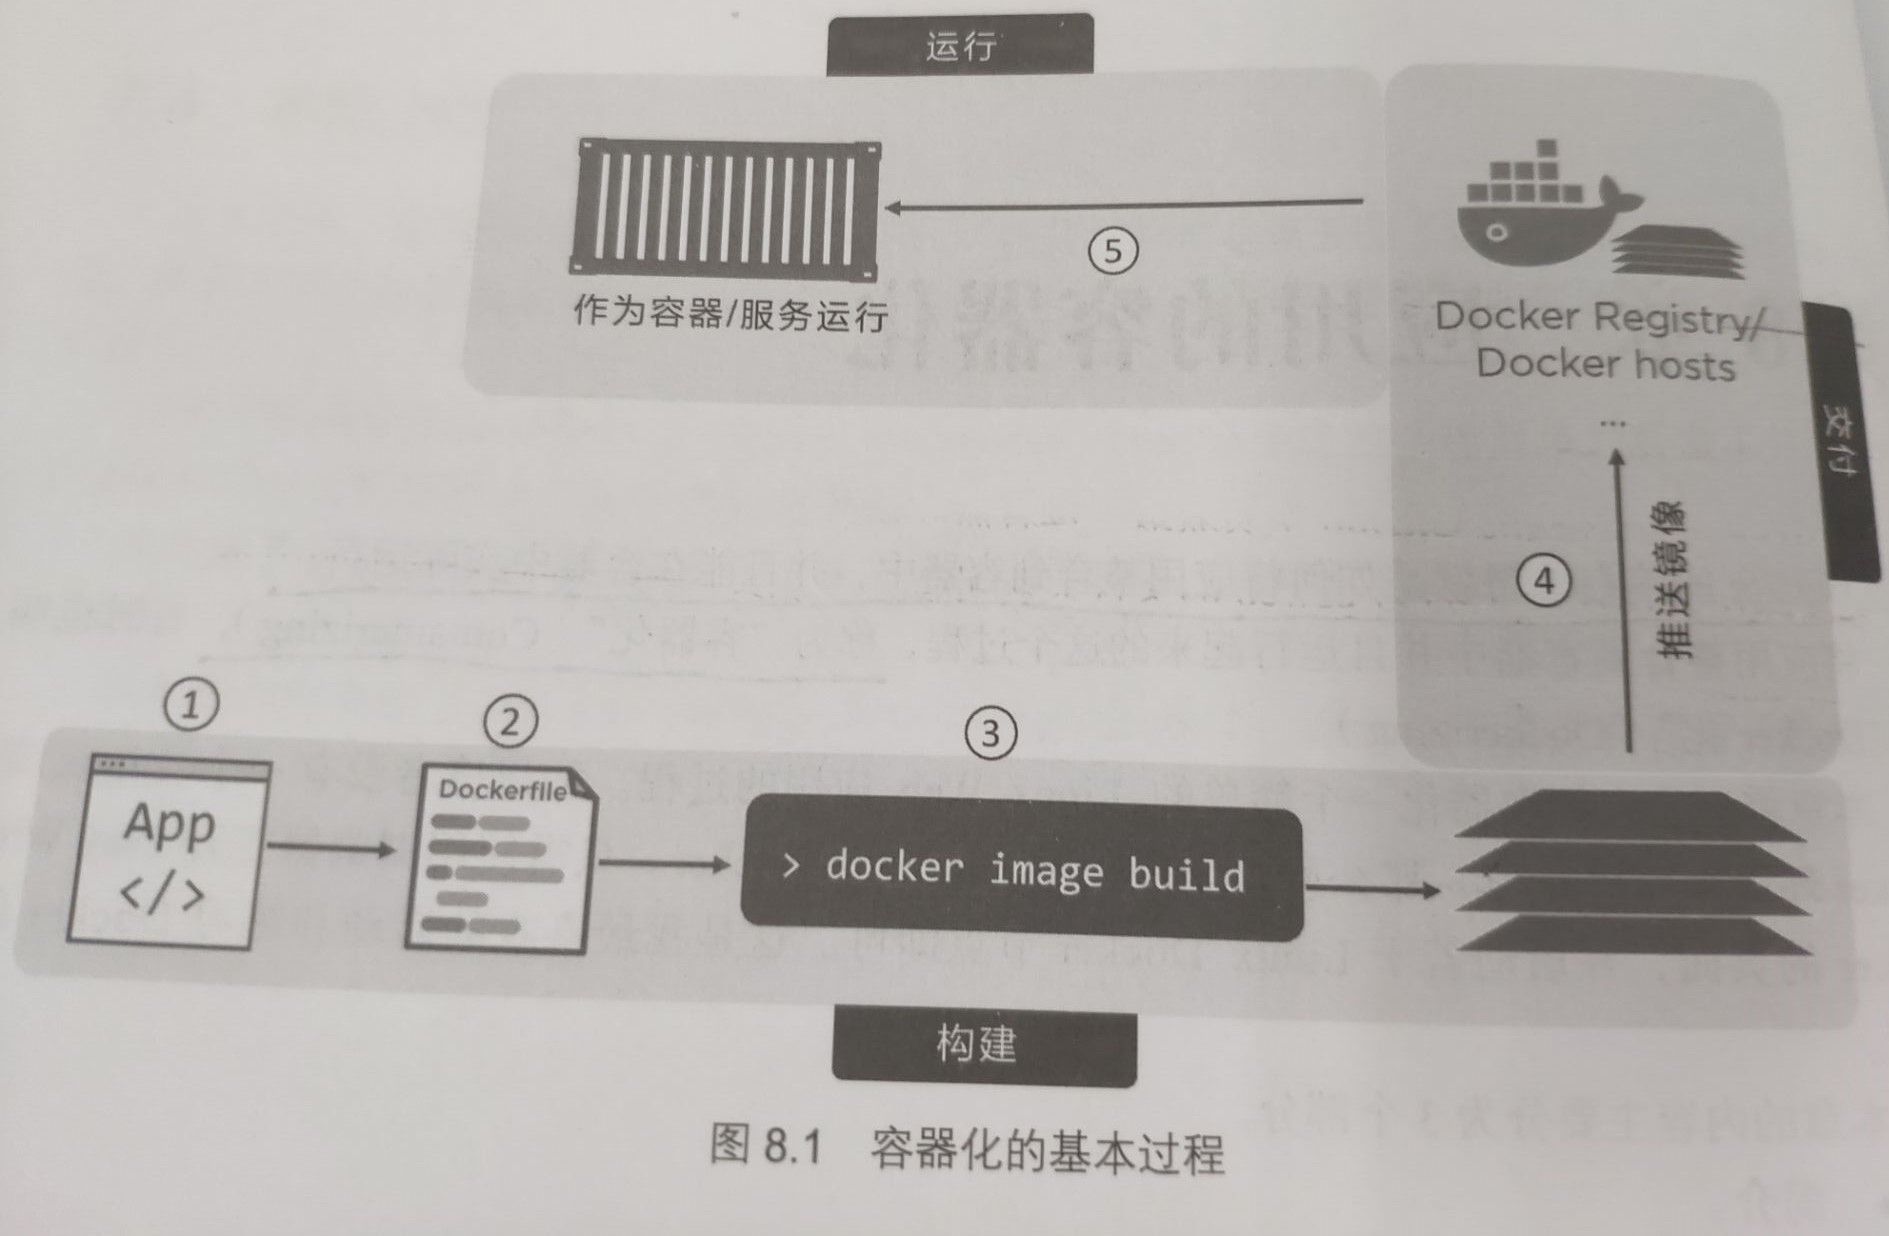 运行
作为容器/服务运行
⑤
Docker Registry/
Docker hosts
...
交付
④
推送镜像
①
App
</>
②
Dockerfile
③
> docker image build
构建
图 8.1 容器化的基本过程